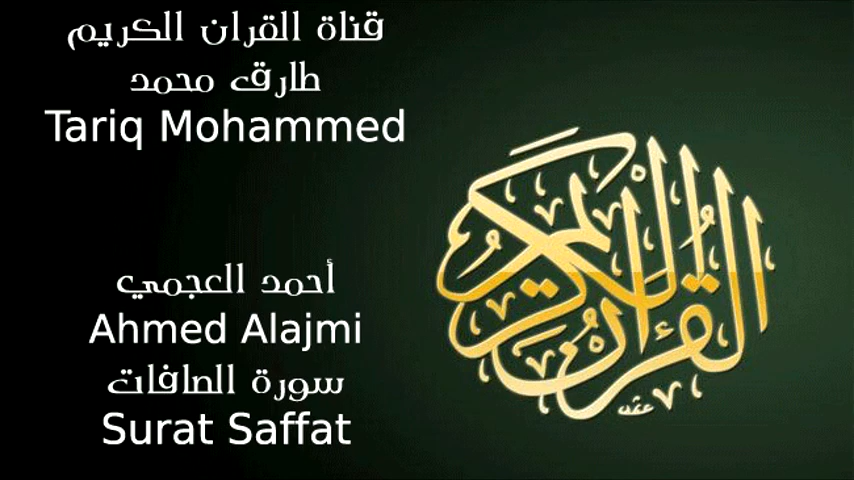 قناة القران الكريم
طارق محمد
Tariq Mohammed
أحمد العجمي
Ahmed Alajmi
سورة الصافات
Surat Saffat
القرآن الكريم